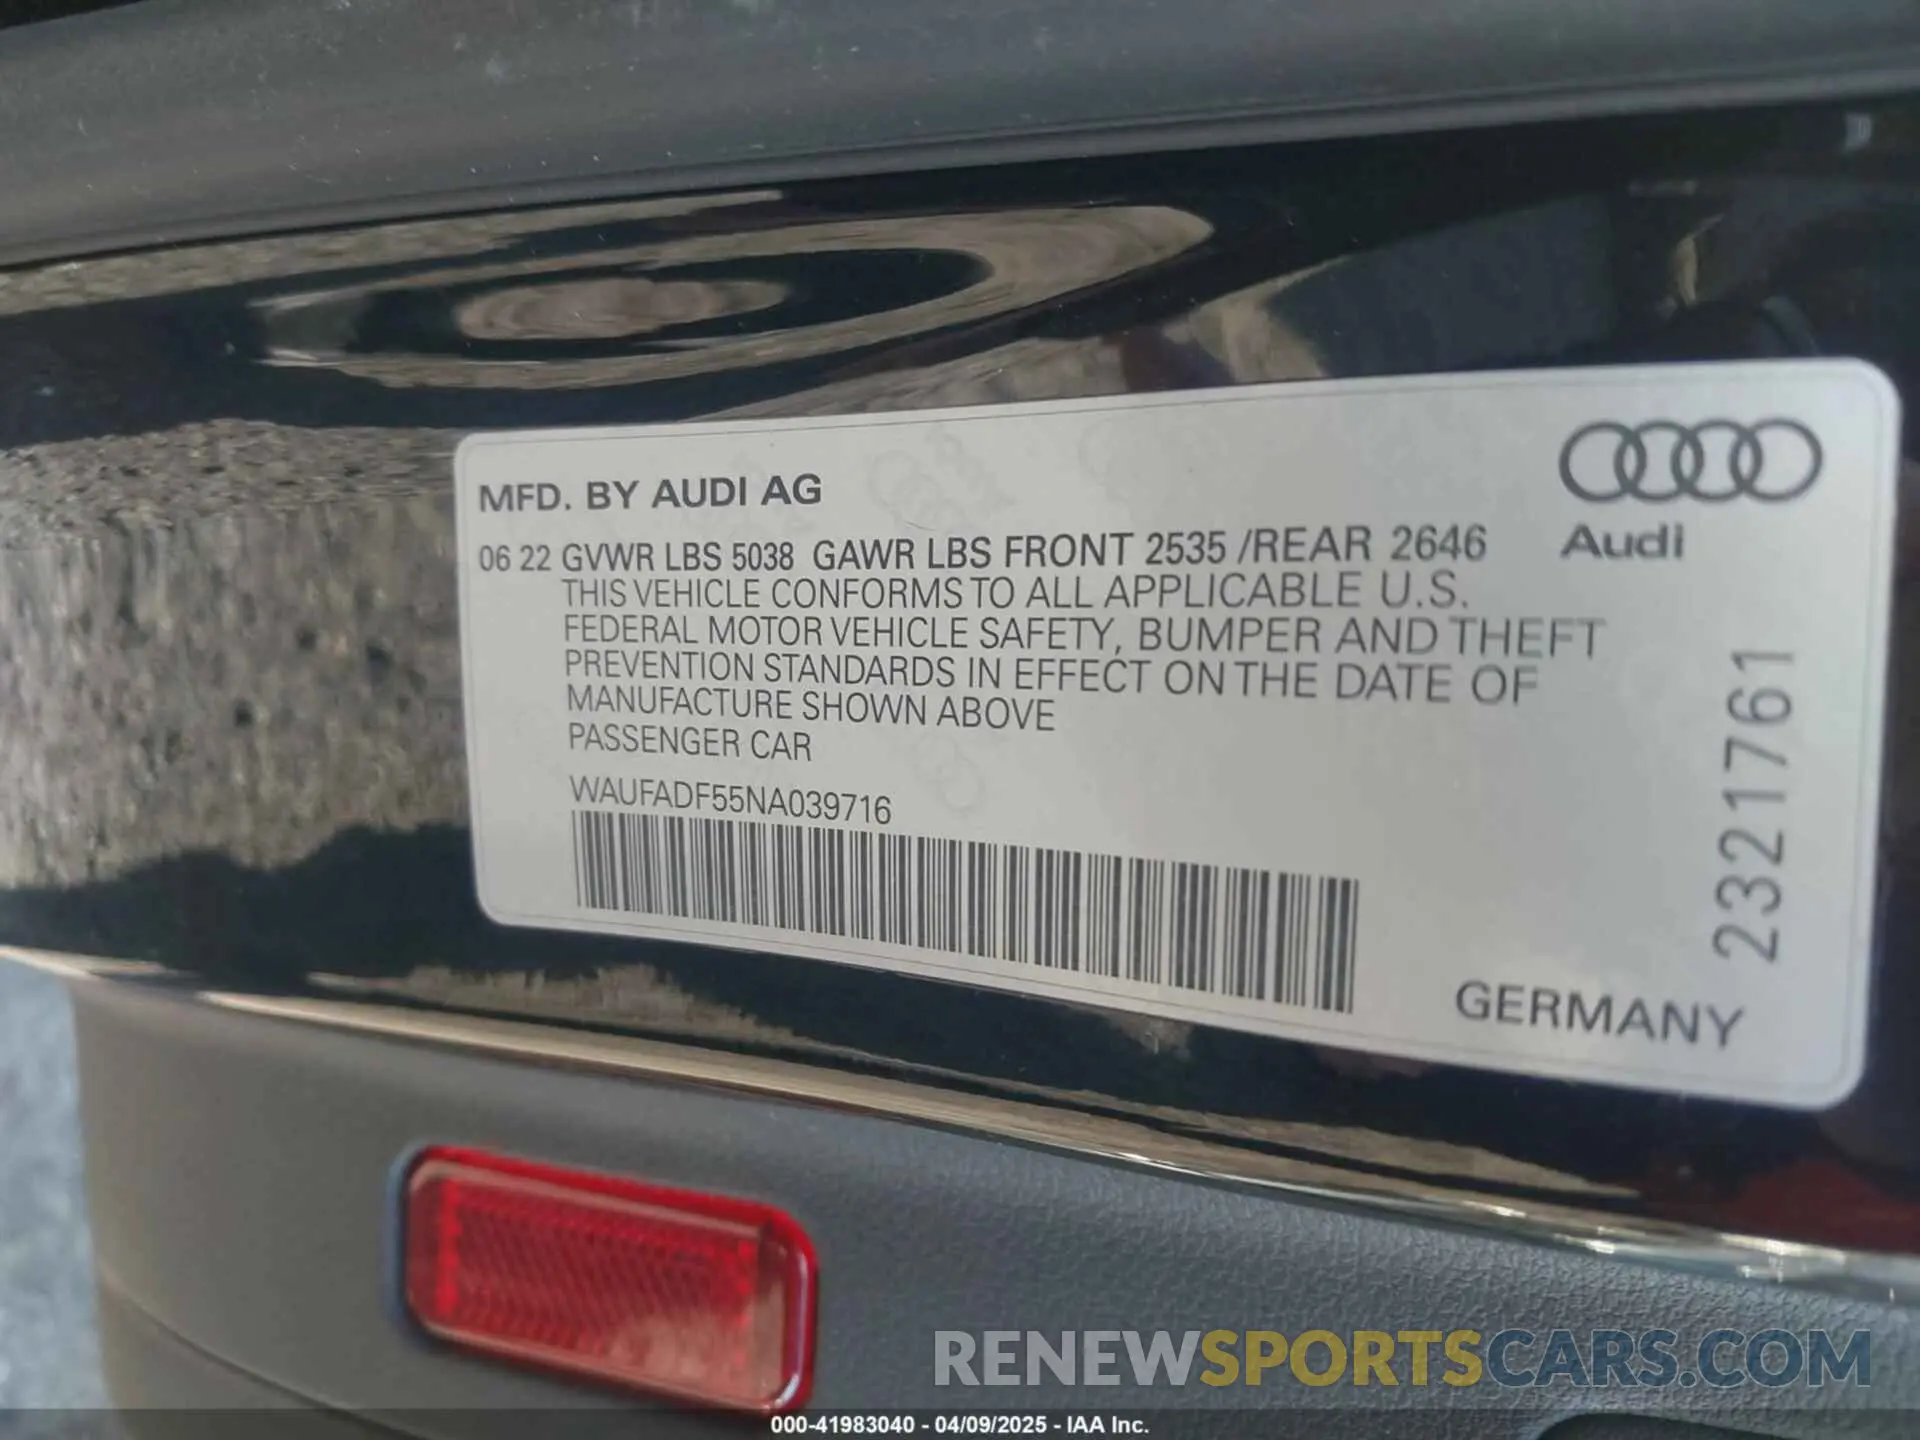 MFD. BY AUDI AG
06 22 GVWR LBS 5038 GAWR LBS FRONT 2535 /REAR 2646
THIS VEHICLE CONFORMS TO ALL APPLICABLE U.S.
FEDERAL MOTOR VEHICLE SAFETY, BUMPER AND THEFT
PREVENTION STANDARDS IN EFFECT ON THE DATE OF
MANUFACTURE SHOWN ABOVE
PASSENGER CAR
WAUFADF55NA039716
Audi
2321761
GERMANY
RENEWSPORTSCARS.COM
000-41983040 - 04/09/2025 - IAA Inc.